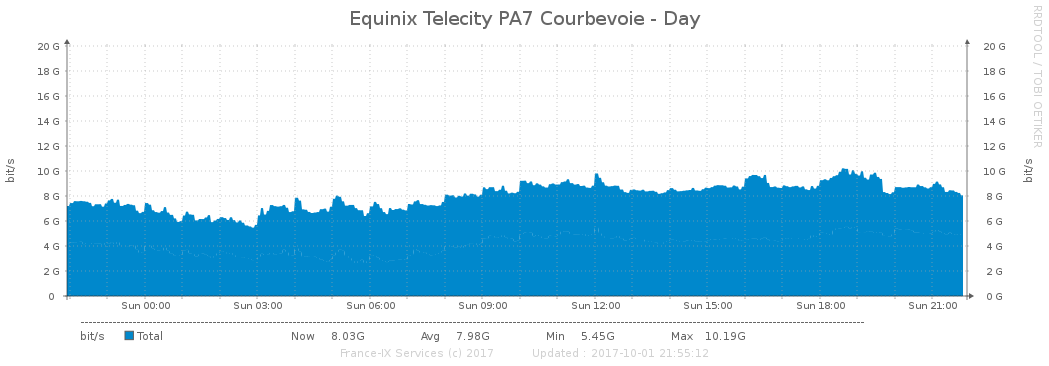 Equinix Telecity PA7 Courbevoie - Day
RRDTOOL / TOBI OETIKER
bit/s
bit/s
20 G 20 G
18 G 18 G
16 G 16 G
14 G 14 G
12 G 12 G
10 G 10 G
8 G 8 G
6 G 6 G
4 G 4 G
2 G 2 G
0 0 G
Sun 00:00 Sun 03:00 Sun 06:00 Sun 09:00 Sun 12:00 Sun 15:00 Sun 18:00 Sun 21:00
bit/s Total Now 8.03G Avg 7.98G Min 5.45G Max 10.19G
France-IX Services (c) 2017 Updated : 2017-10-01 21:55:12